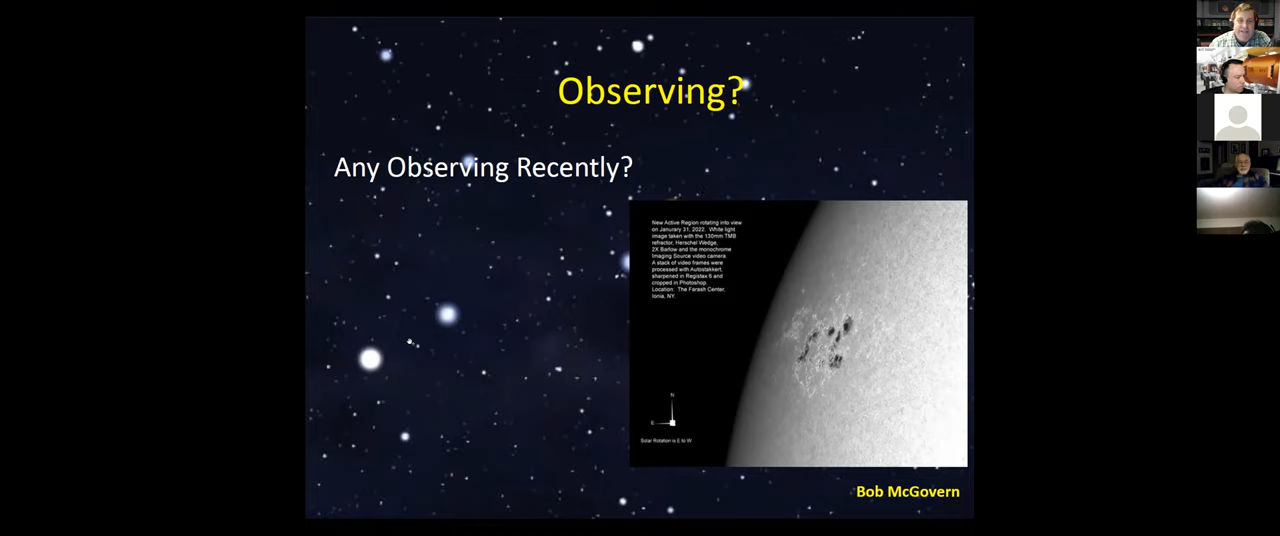 Observing?
Any Observing Recently?
New Active Region rotating into view
on Janurary 31, 2022.  White light
image taken with the 130mm TMB
refractor, Herschel Wedge,
2X Barlow and the monochrome
Imaging Source video camera.
A stack of video frames were
processed with Autostakkert,
sharpened in Registax 6 and
cropped in Photoshop.
Location:  The Farash Center,
Ionia, NY.
N
E
Solar Rotation is E to W
Bob McGovern